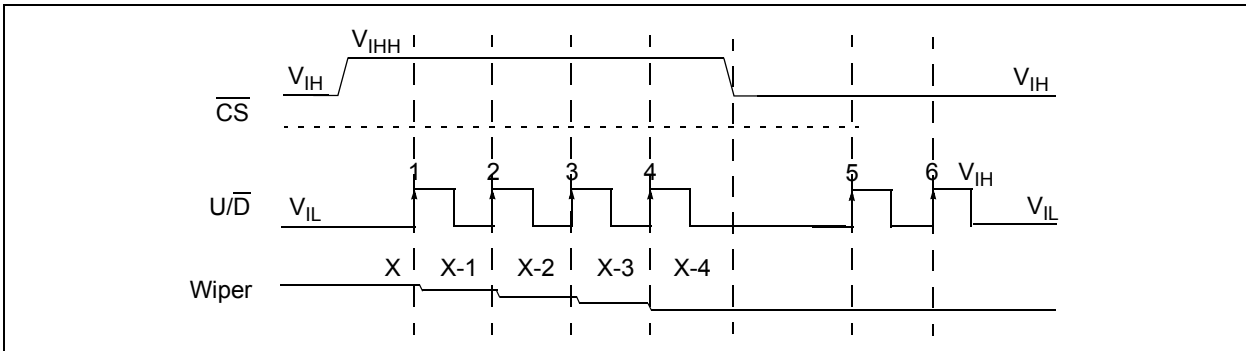 V_IHH
V_IH V_IH
CS
1 2 3 4 5 6 V_IH
U/D V_IL V_IL
X X-1 X-2 X-3 X-4
Wiper